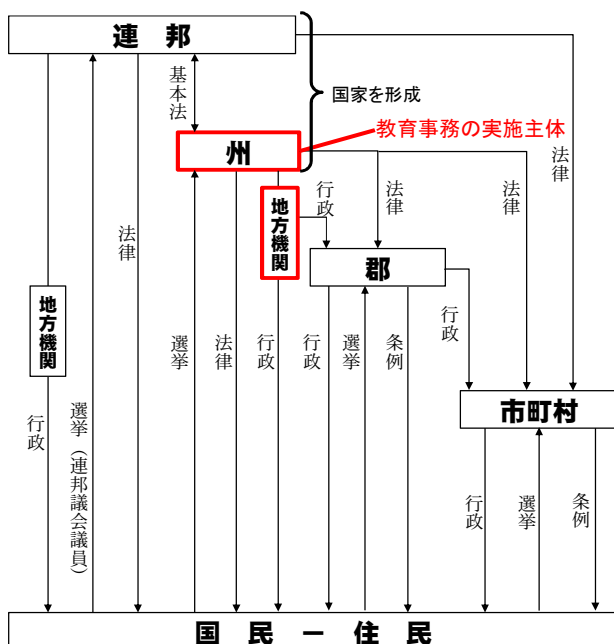 連 邦
基本法
国家を形成
教育事務の実施主体
州
法律
地方機関
行政
法律
法律
法律
郡
地方機関
行政
選挙
法律
行政
行政
選挙
条例
行政
市町村
行政
選挙（連邦議会議員）
行政
選挙
条例
国 民 － 住 民